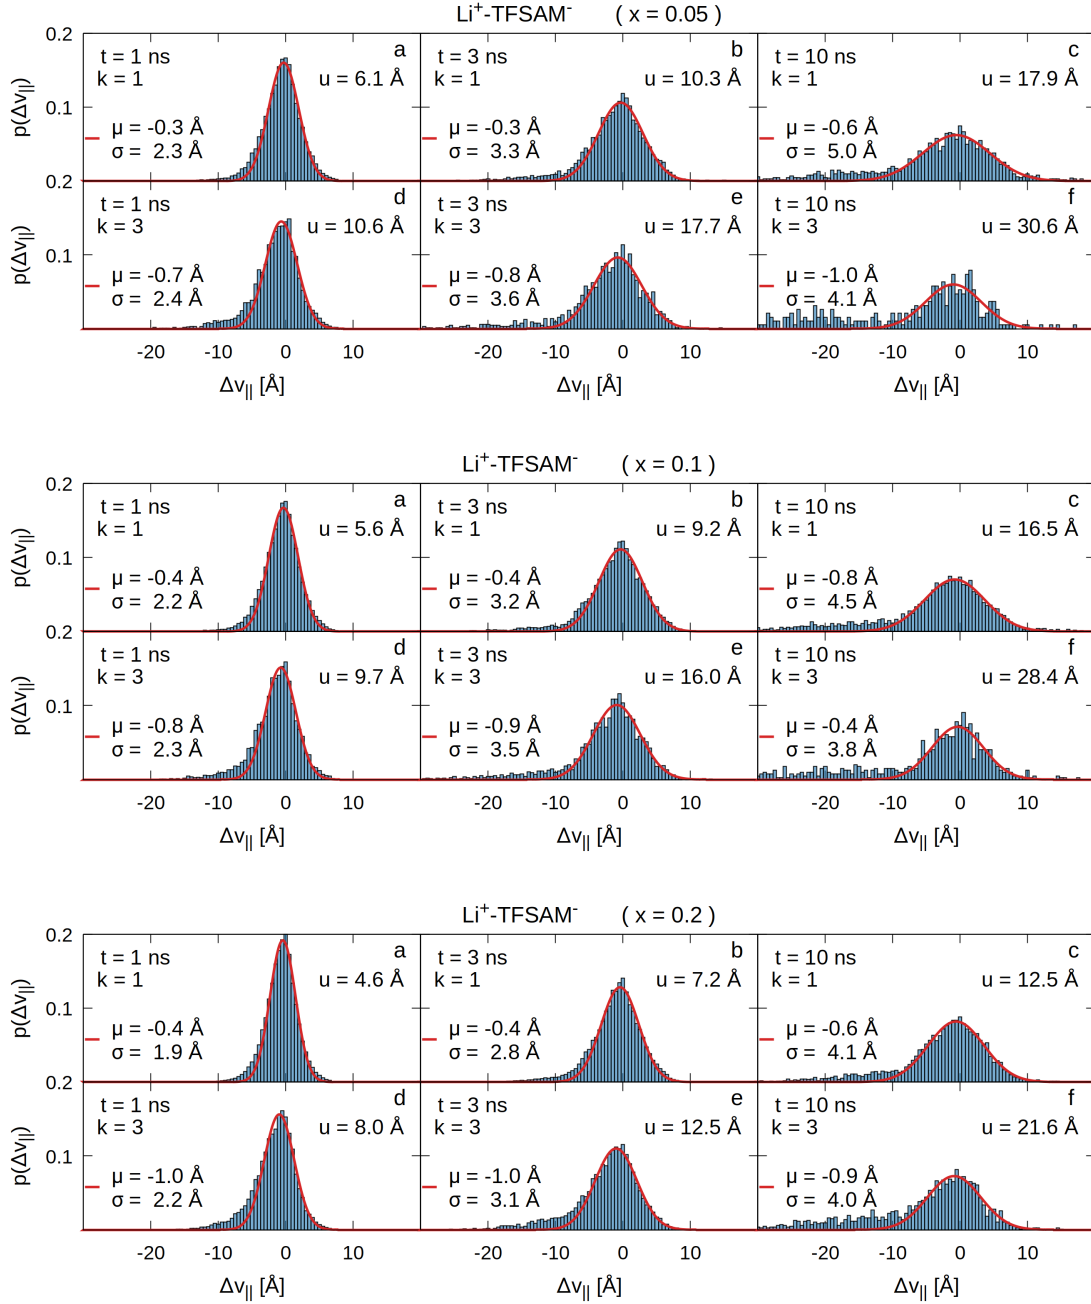 Li⁺-TFSAM⁻ ( x = 0.05 )
0.2
0.1
0.2
0.1
p(Δv||)
p(Δv||)
t = 1 ns a
k = 1 u = 6.1 Å
μ = -0.3 Å
σ = 2.3 Å
t = 3 ns b
k = 1 u = 10.3 Å
μ = -0.3 Å
σ = 3.3 Å
t = 10 ns c
k = 1 u = 17.9 Å
μ = -0.6 Å
σ = 5.0 Å
t = 1 ns d
k = 3 u = 10.6 Å
μ = -0.7 Å
σ = 2.4 Å
t = 3 ns e
k = 3 u = 17.7 Å
μ = -0.8 Å
σ = 3.6 Å
t = 10 ns f
k = 3 u = 30.6 Å
μ = -1.0 Å
σ = 4.1 Å
-20 -10 0 10 -20 -10 0 10 -20 -10 0 10
Δv|| [Å] Δv|| [Å] Δv|| [Å]
Li⁺-TFSAM⁻ ( x = 0.1 )
0.2
0.1
0.2
0.1
p(Δv||)
p(Δv||)
t = 1 ns a
k = 1 u = 5.6 Å
μ = -0.4 Å
σ = 2.2 Å
t = 3 ns b
k = 1 u = 9.2 Å
μ = -0.4 Å
σ = 3.2 Å
t = 10 ns c
k = 1 u = 16.5 Å
μ = -0.8 Å
σ = 4.5 Å
t = 1 ns d
k = 3 u = 9.7 Å
μ = -0.8 Å
σ = 2.3 Å
t = 3 ns e
k = 3 u = 16.0 Å
μ = -0.9 Å
σ = 3.5 Å
t = 10 ns f
k = 3 u = 28.4 Å
μ = -0.4 Å
σ = 3.8 Å
-20 -10 0 10 -20 -10 0 10 -20 -10 0 10
Δv|| [Å] Δv|| [Å] Δv|| [Å]
Li⁺-TFSAM⁻ ( x = 0.2 )
0.2
0.1
0.2
0.1
p(Δv||)
p(Δv||)
t = 1 ns a
k = 1 u = 4.6 Å
μ = -0.4 Å
σ = 1.9 Å
t = 3 ns b
k = 1 u = 7.2 Å
μ = -0.4 Å
σ = 2.8 Å
t = 10 ns c
k = 1 u = 12.5 Å
μ = -0.6 Å
σ = 4.1 Å
t = 1 ns d
k = 3 u = 8.0 Å
μ = -1.0 Å
σ = 2.2 Å
t = 3 ns e
k = 3 u = 12.5 Å
μ = -1.0 Å
σ = 3.1 Å
t = 10 ns f
k = 3 u = 21.6 Å
μ = -0.9 Å
σ = 4.0 Å
-20 -10 0 10 -20 -10 0 10 -20 -10 0 10
Δv|| [Å] Δv|| [Å] Δv|| [Å]